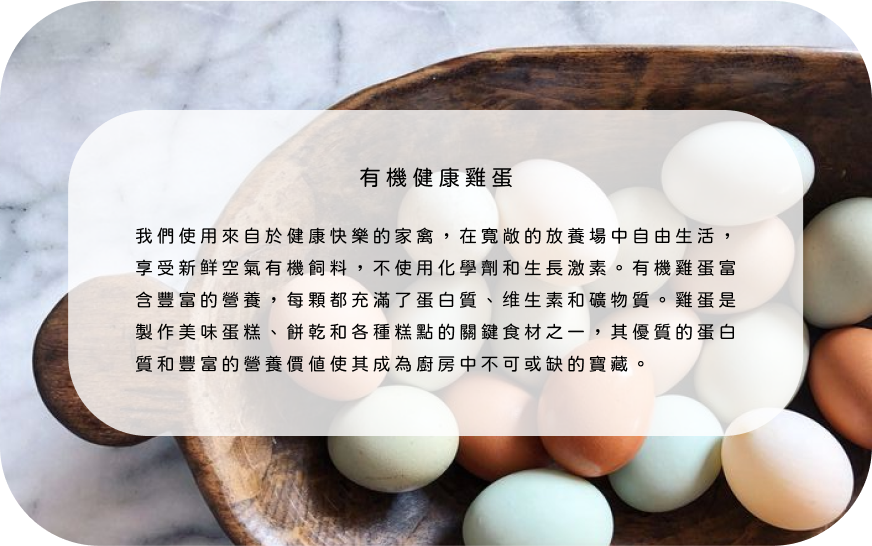 有機健康雞蛋
我們使用來自於健康快樂的家禽，在寬敞的放養場中自由生活，
享受新鮮空氣有機飼料，不使用化學劑和生長激素。有機雞蛋富
含豐富的營養，每顆都充滿了蛋白質、维生素和礦物質。雞蛋是
製作美味蛋糕、餅乾和各種糕點的關鍵食材之一，其優質的蛋白
質和豐富的營養價值使其成為廚房中不可或缺的寶藏。